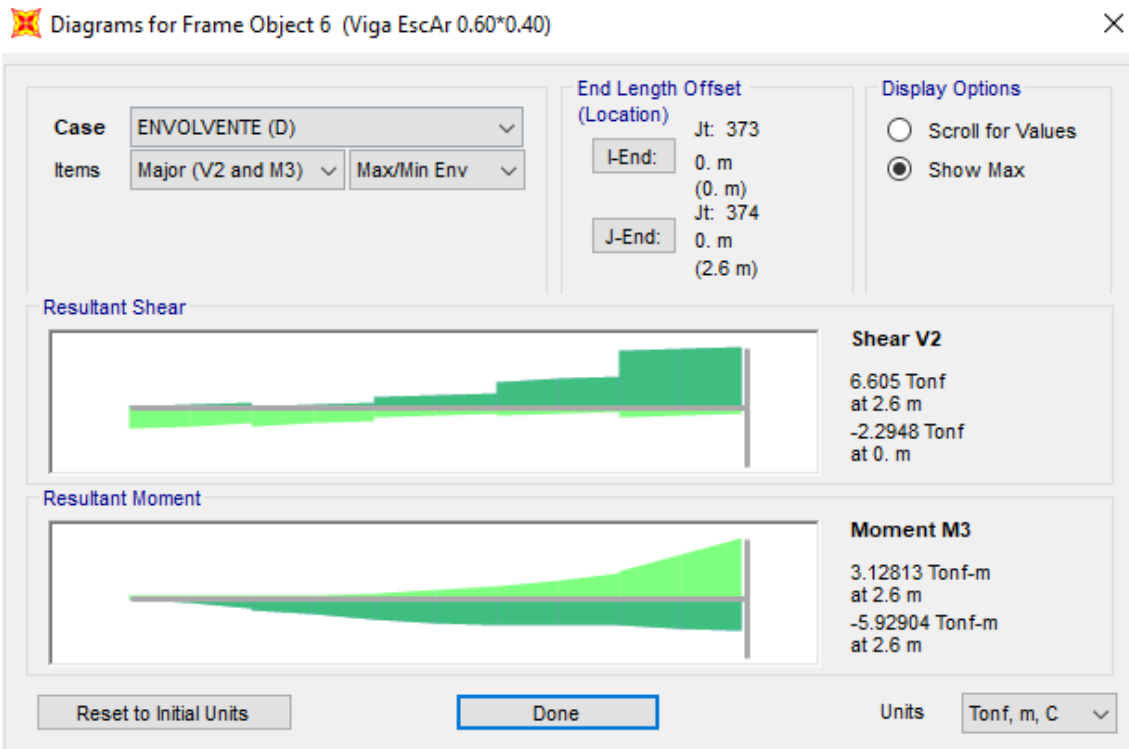 Diagrams for Frame Object 6 (Viga EscAr 0.60*0.40)
Case ENVOLVENTE (D)
Items Major (V2 and M3) Max/Min Env
End Length Offset
(Location)
I-End:
Jt: 373
0. m
(0. m)
J-End:
Jt: 374
0. m
(2.6 m)
Display Options
Scroll for Values
Show Max
Resultant Shear
Shear V2
6.605 Tonf
at 2.6 m
-2.2948 Tonf
at 0. m
Resultant Moment
Moment M3
3.12813 Tonf-m
at 2.6 m
-5.92904 Tonf-m
at 2.6 m
Reset to Initial Units
Done
Units Tonf, m, C